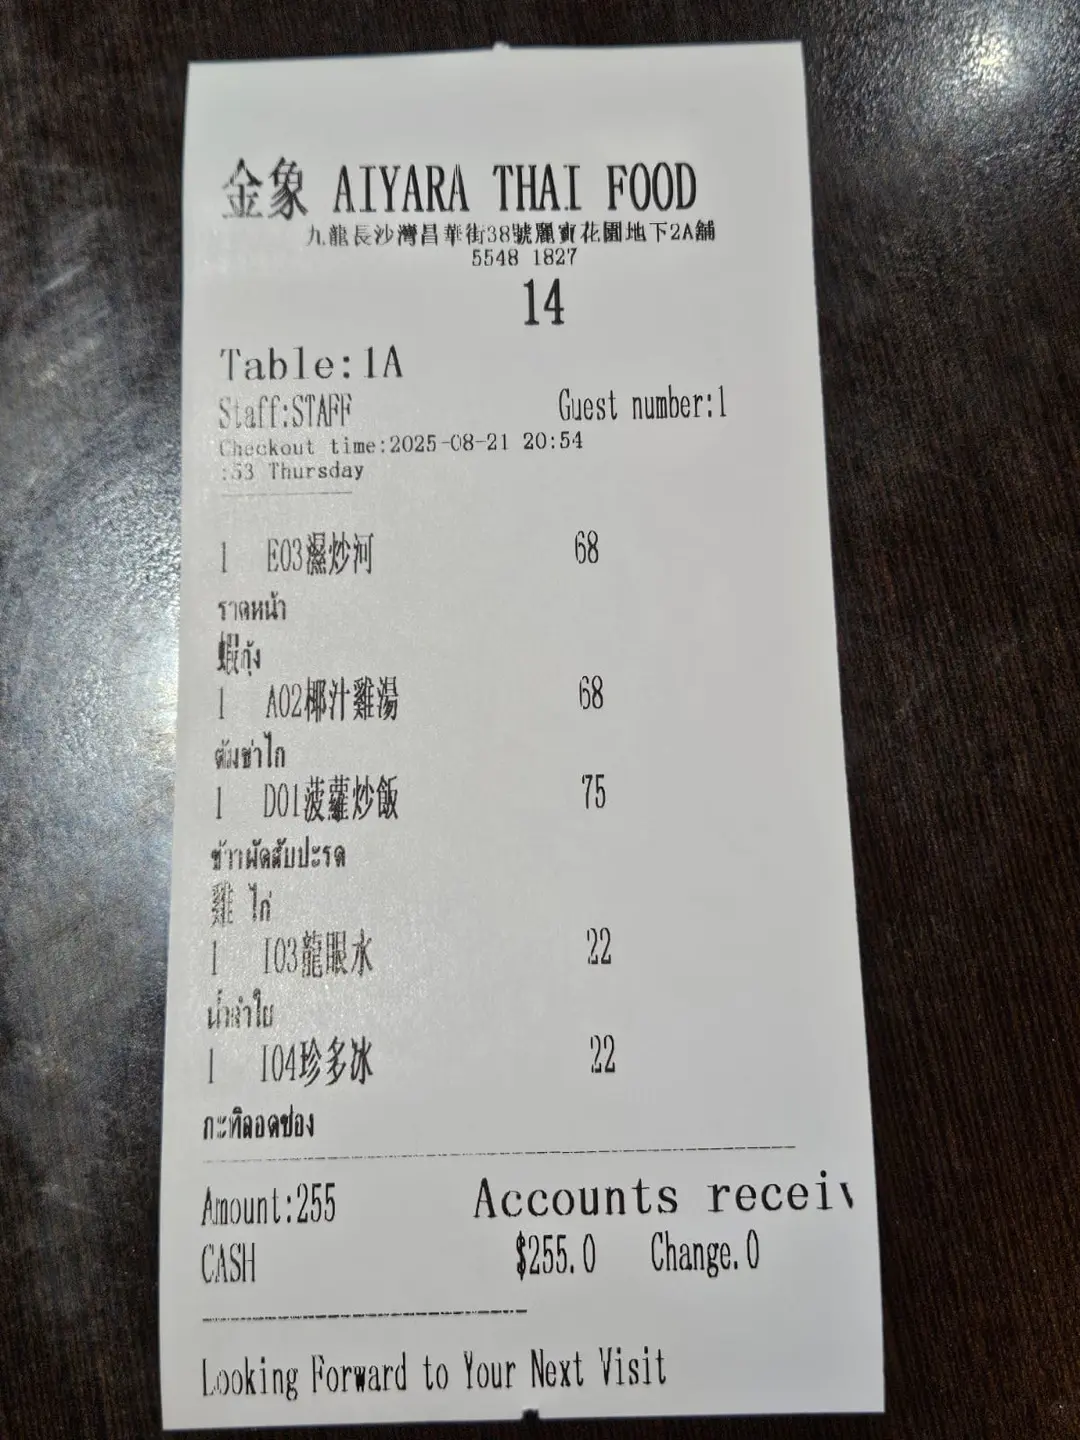 金象 AIYARA THAI FOOD
九龍長沙灣昌華街38號麗寶花園地下2A舖
5548 1827
14
Table:1A
Staff:STAFF Guest number:1
Checkout time:2025-08-21 20:54
:53 Thursday
1 E03濕炒河 68
ราดหน้า
蝦กุ้ง
1 A02椰汁雞湯 68
ต้มข่าไก่
1 D01菠蘿炒飯 75
ข้าวผัดสับปะรด
雞 ไก่
1 I03龍眼水 22
น้ำลำใย
1 I04珍多冰 22
กะทิลอดช่อง
Amount:255 Accounts receiv
CASH $255.0 Change.0
Looking Forward to Your Next Visit